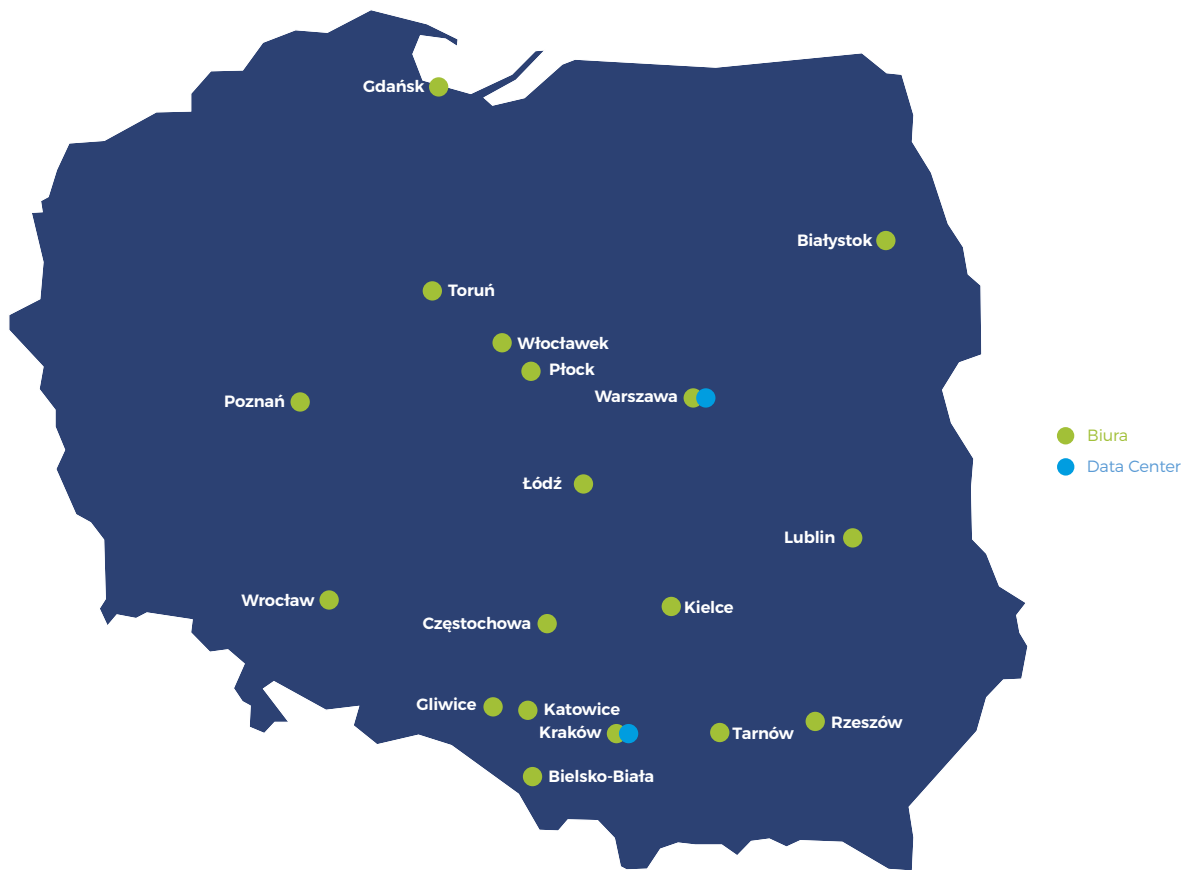 Gdańsk
Białystok
Toruń
Włocławek
Płock
Warszawa
Poznań
Biura
Data Center
Łódź
Lublin
Wrocław
Kielce
Częstochowa
Gliwice
Katowice
Kraków
Rzeszów
Tarnów
Bielsko-Biała